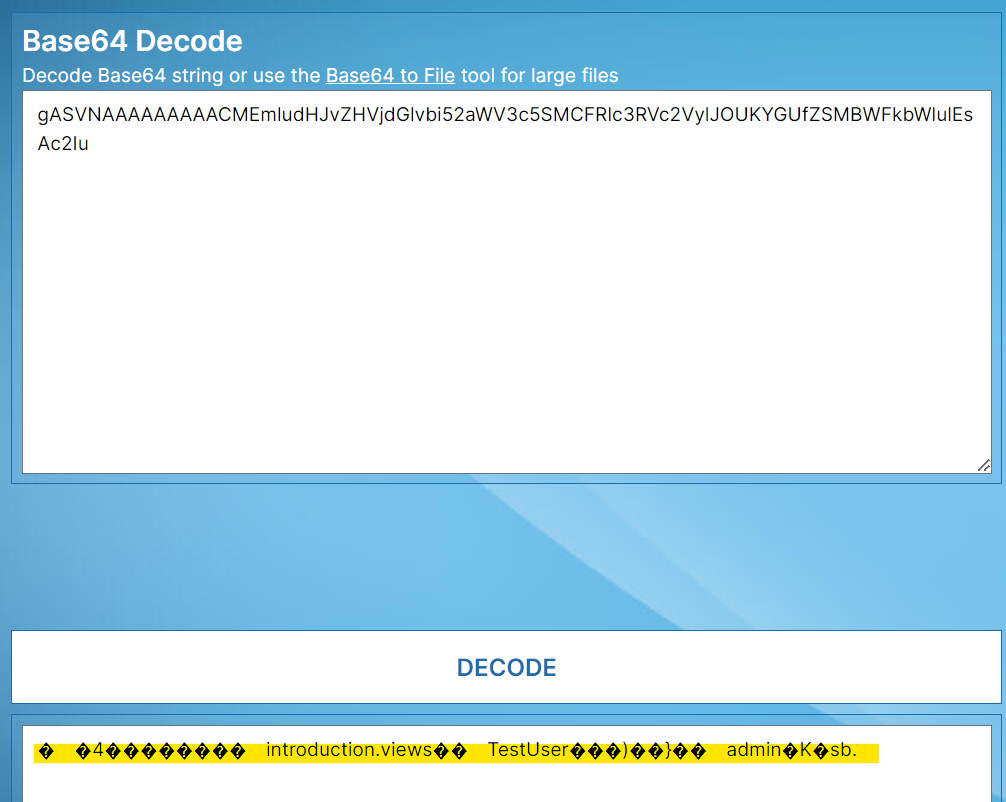 Base64 Decode
Decode Base64 string or use the Base64 to File tool for large files
gASVNAAAAAAAAACMEmludHJvZHVjdGlvbi52aWV3c5SMCFRlc3RVc2VylJOUKYGUfZSMBWFkbWlulEs
Ac2Iu
DECODE
� �4�������� introduction.views�� TestUser���)��}�� admin�K�sb.